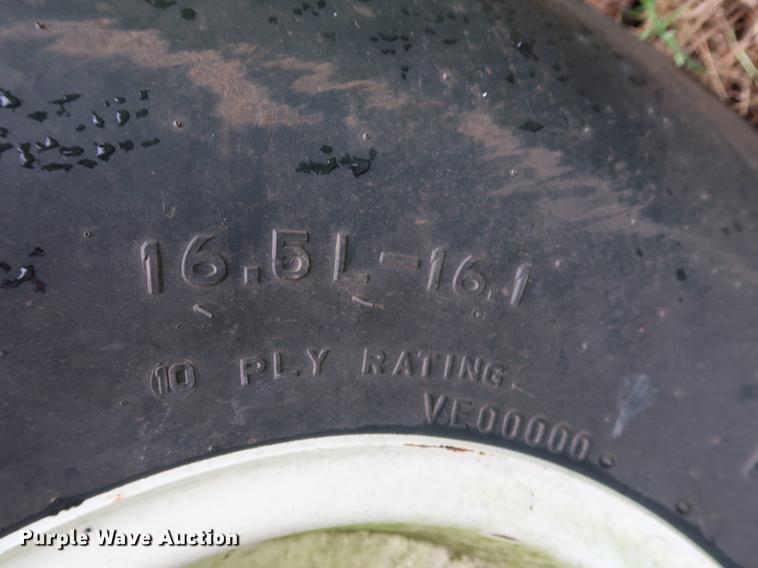 16.5L-16.1
10 PLY RATING
VE00000
Purple Wave Auction